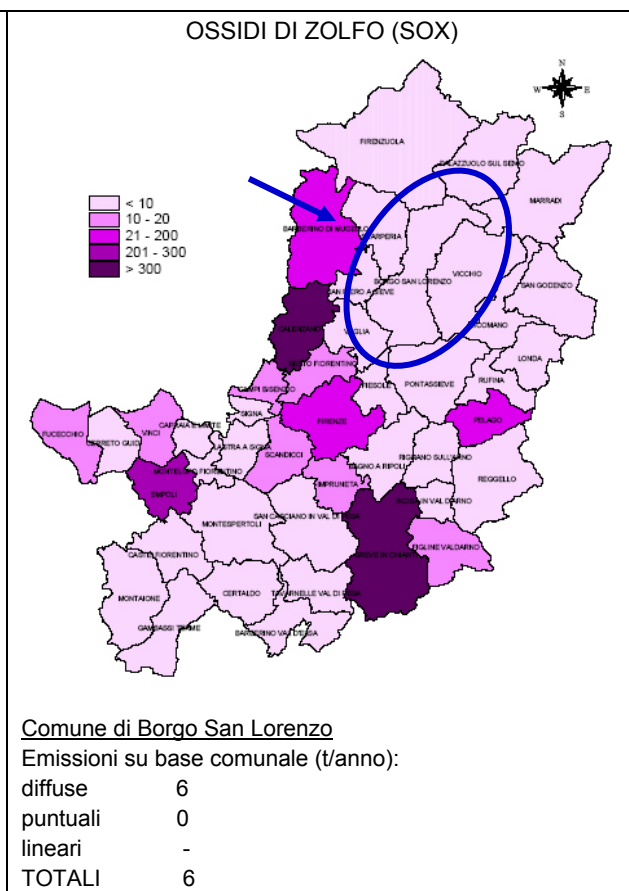 OSSIDI DI ZOLFO (SOX)
N
W E
S
FIRENZUOLA
PALAZZUOLO SUL SENIO
MARRADI
< 10
10 - 20
21 - 200
201 - 300
> 300
BARBERINO DI MUGELLO
SCARPERIA
BORGO SAN LORENZO
VICCHIO
SAN PIERO A SIEVE
SAN GODENZO
CALENZANO
VAGLIA
DICOMANO
LONDA
SESTO FIORENTINO
FIESOLE
PONTASSIEVE
RUFINA
CAMPI BISENZIO
SIGNA
FIRENZE
PELAGO
FUCECCHIO
CERRETO GUIDI
VINCI
CAPRAIA E LIMITE
LASTRA A SIGNA
SCANDICCI
BAGNO A RIPOLI
RIGNANO SULL'ARNO
REGGELLO
MONTELUPO FIORENTINO
EMPOLI
IMPRUNETA
INCISA IN VAL D'ARNO
SAN CASCIANO IN VAL DI PESA
MONTESPERTOLI
CASTELFIORENTINO
GREVE IN CHIANTI
FIGLINE VALDARNO
MONTAIONE
CERTALDO
TAVARNELLE VAL DI PESA
GAMBASSI TERME
BARBERINO VAL D'ELSA
Comune di Borgo San Lorenzo
Emissioni su base comunale (t/anno):
diffuse 6
puntuali 0
lineari -
TOTALI 6